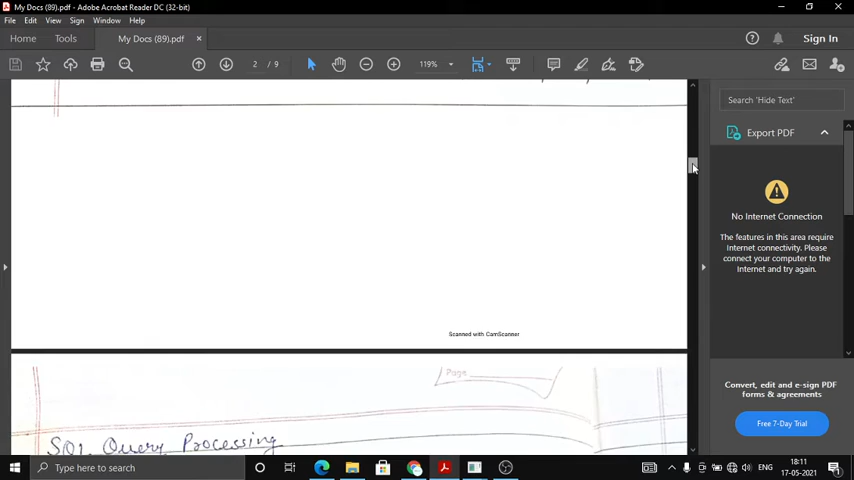 My Docs (89).pdf - Adobe Acrobat Reader DC (32-bit)
File Edit View Sign Window Help
Home Tools My Docs (89).pdf × Sign In
2 / 9 119%
Search 'Hide Text'
Export PDF
No Internet Connection
The features in this area require
Internet connectivity. Please
connect your computer to the
Internet and try again.
Scanned with CamScanner
Page
SQL Query Processing
Convert, edit and e-sign PDF
forms & agreements
Free 7-Day Trial
Type here to search
ENG
18:11
17-05-2021